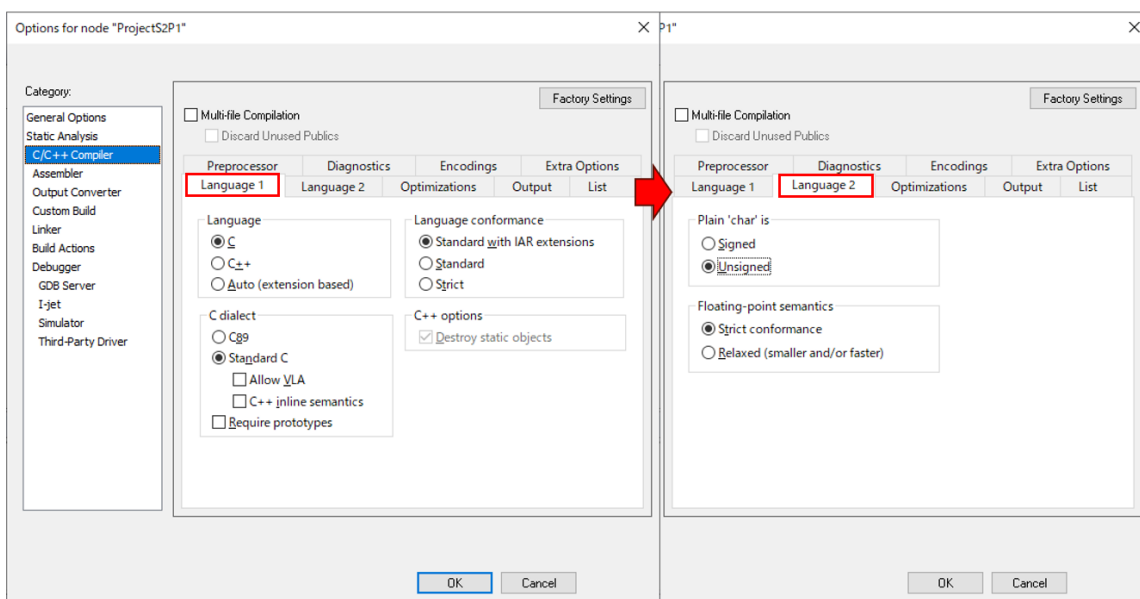 Options for node "ProjectS2P1"
Category:
General Options
Static Analysis
C/C++ Compiler
Assembler
Output Converter
Custom Build
Linker
Build Actions
Debugger
GDB Server
I-jet
Simulator
Third-Party Driver
Factory Settings
Multi-file Compilation
Discard Unused Publics
Preprocessor Diagnostics Encodings Extra Options
Language 1 Language 2 Optimizations Output List
Language
C
C++
Auto (extension based)
Language conformance
Standard with IAR extensions
Standard
Strict
C dialect
C89
Standard C
Allow VLA
C++ inline semantics
Require prototypes
C++ options
Destroy static objects
OK Cancel
P1"
Factory Settings
Multi-file Compilation
Discard Unused Publics
Preprocessor Diagnostics Encodings Extra Options
Language 1 Language 2 Optimizations Output List
Plain 'char' is
Signed
Unsigned
Floating-point semantics
Strict conformance
Relaxed (smaller and/or faster)
OK Cancel